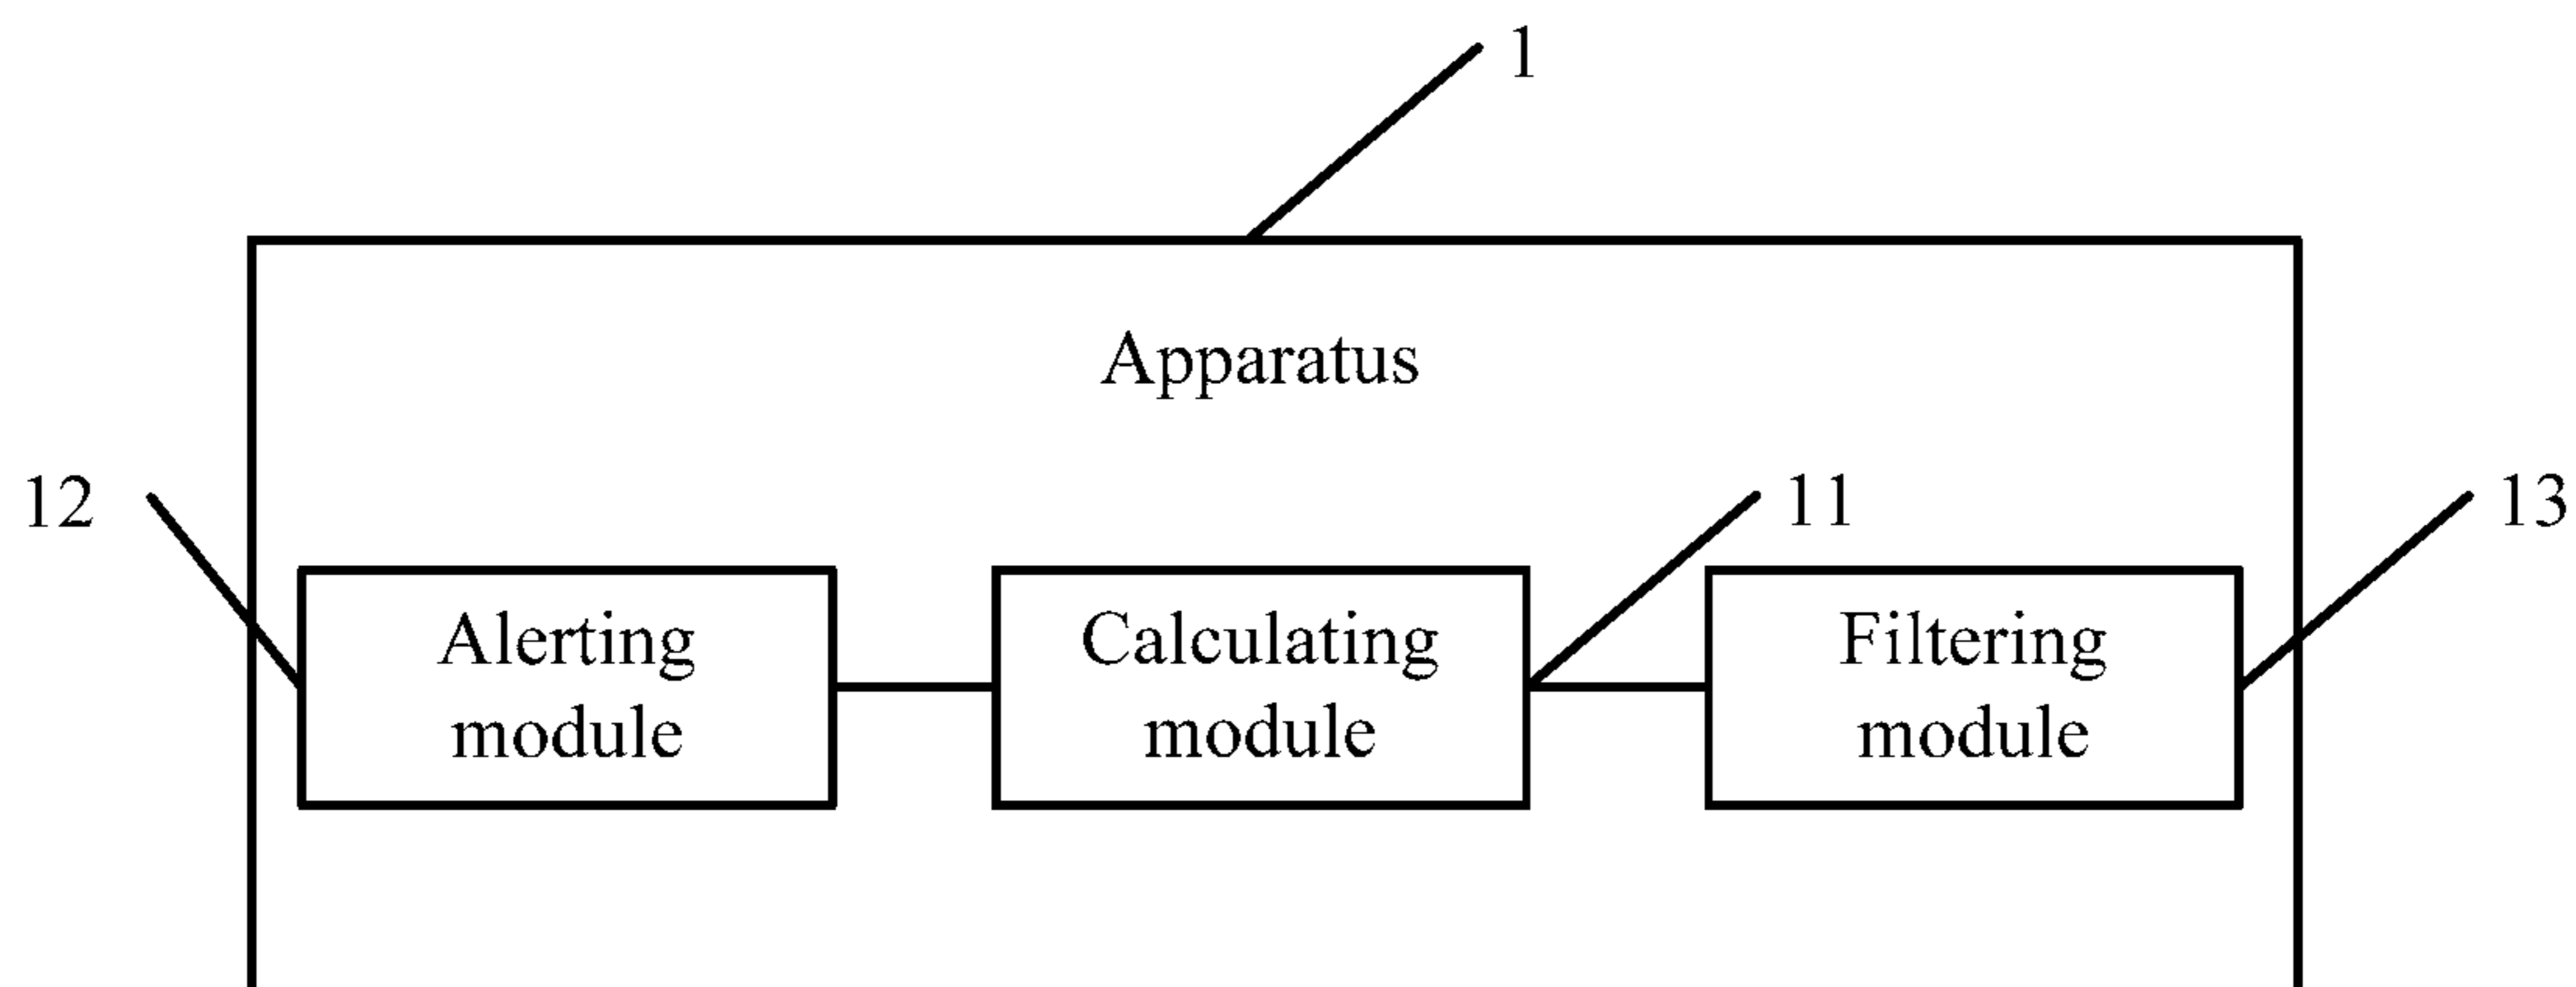 1
Apparatus
12
11
13
Alerting
module
Calculating
module
Filtering
module